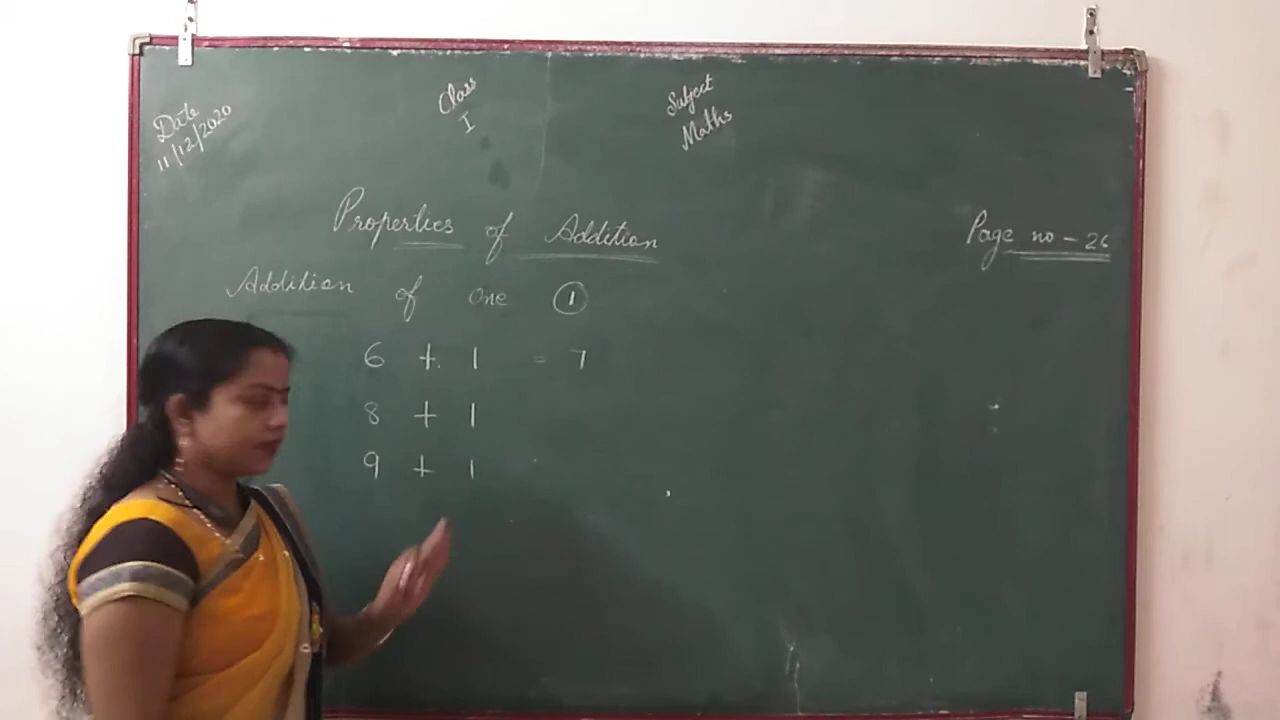 Date
11/12/2020
Class
I
Subject
Maths
Properties of Addition
Page no - 26
Addition of one 1
6 + 1 = 7
8 + 1
9 + 1